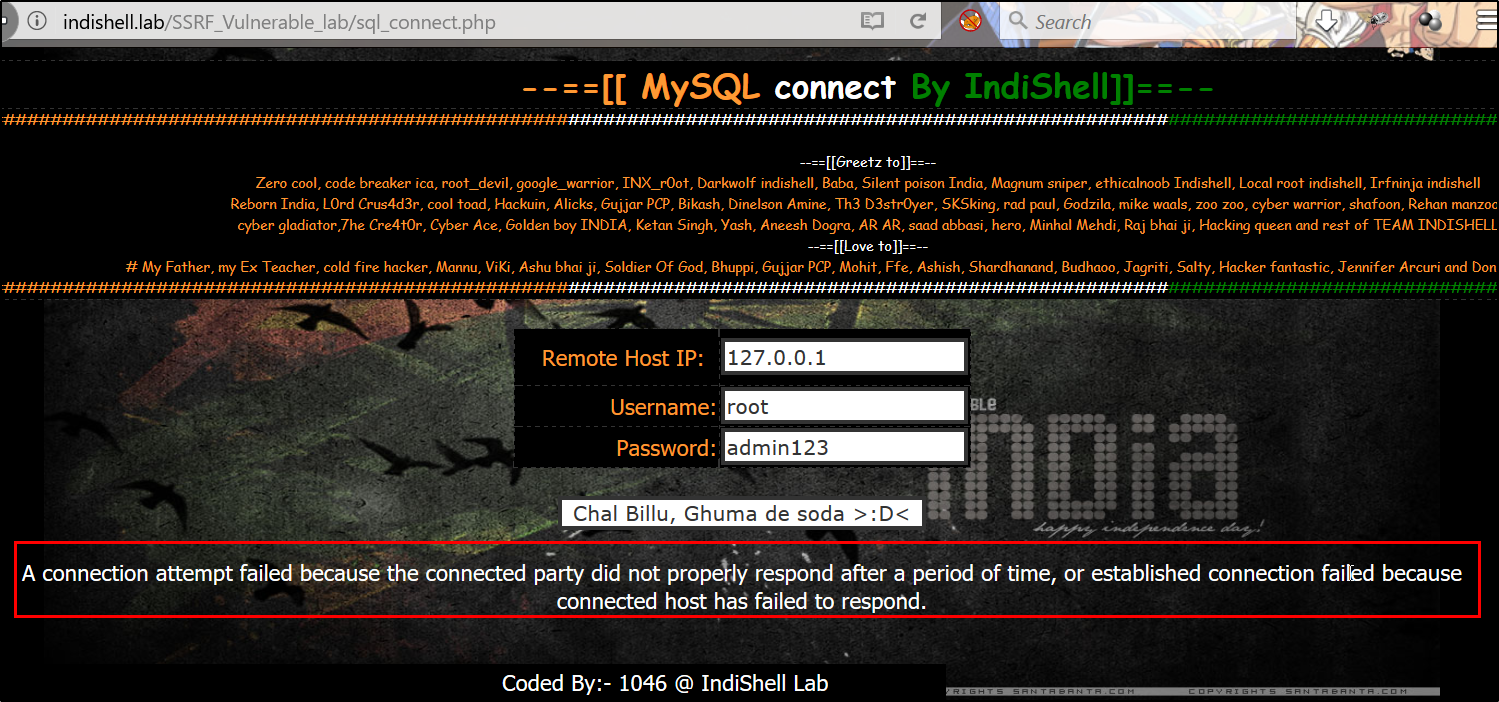 indishell.lab/SSRF_Vulnerable_lab/sql_connect.php
Search
--==[[ MySQL connect By IndiShell]]==--
--==[[Greetz to]]==--
Zero cool, code breaker ica, root_devil, google_warrior, INX_r0ot, Darkwolf indishell, Baba, Silent poison India, Magnum sniper, ethicalnoob Indishell, Local root indishell, Irfninja indishell
Reborn India, L0rd Crus4d3r, cool toad, Hackuin, Alicks, Gujjar PCP, Bikash, Dinelson Amine, Th3 D3str0yer, SKSking, rad paul, Godzila, mike waals, zoo zoo, cyber warrior, shafoon, Rehan manzoo
cyber gladiator,7he Cre4t0r, Cyber Ace, Golden boy INDIA, Ketan Singh, Yash, Aneesh Dogra, AR AR, saad abbasi, hero, Minhal Mehdi, Raj bhai ji, Hacking queen and rest of TEAM INDISHELL
--==[[Love to]]==--
# My Father, my Ex Teacher, cold fire hacker, Mannu, ViKi, Ashu bhai ji, Soldier Of God, Bhuppi, Gujjar PCP, Mohit, Ffe, Ashish, Shardhanand, Budhaoo, Jagriti, Salty, Hacker fantastic, Jennifer Arcuri and Don
Remote Host IP: 127.0.0.1
Username: root
Password: admin123
happy independence day!
Chal Billu, Ghuma de soda >:D<
A connection attempt failed because the connected party did not properly respond after a period of time, or established connection failed because
connected host has failed to respond.
Coded By:- 1046 @ IndiShell Lab
COPYRIGHTS SANTABANTA.COM